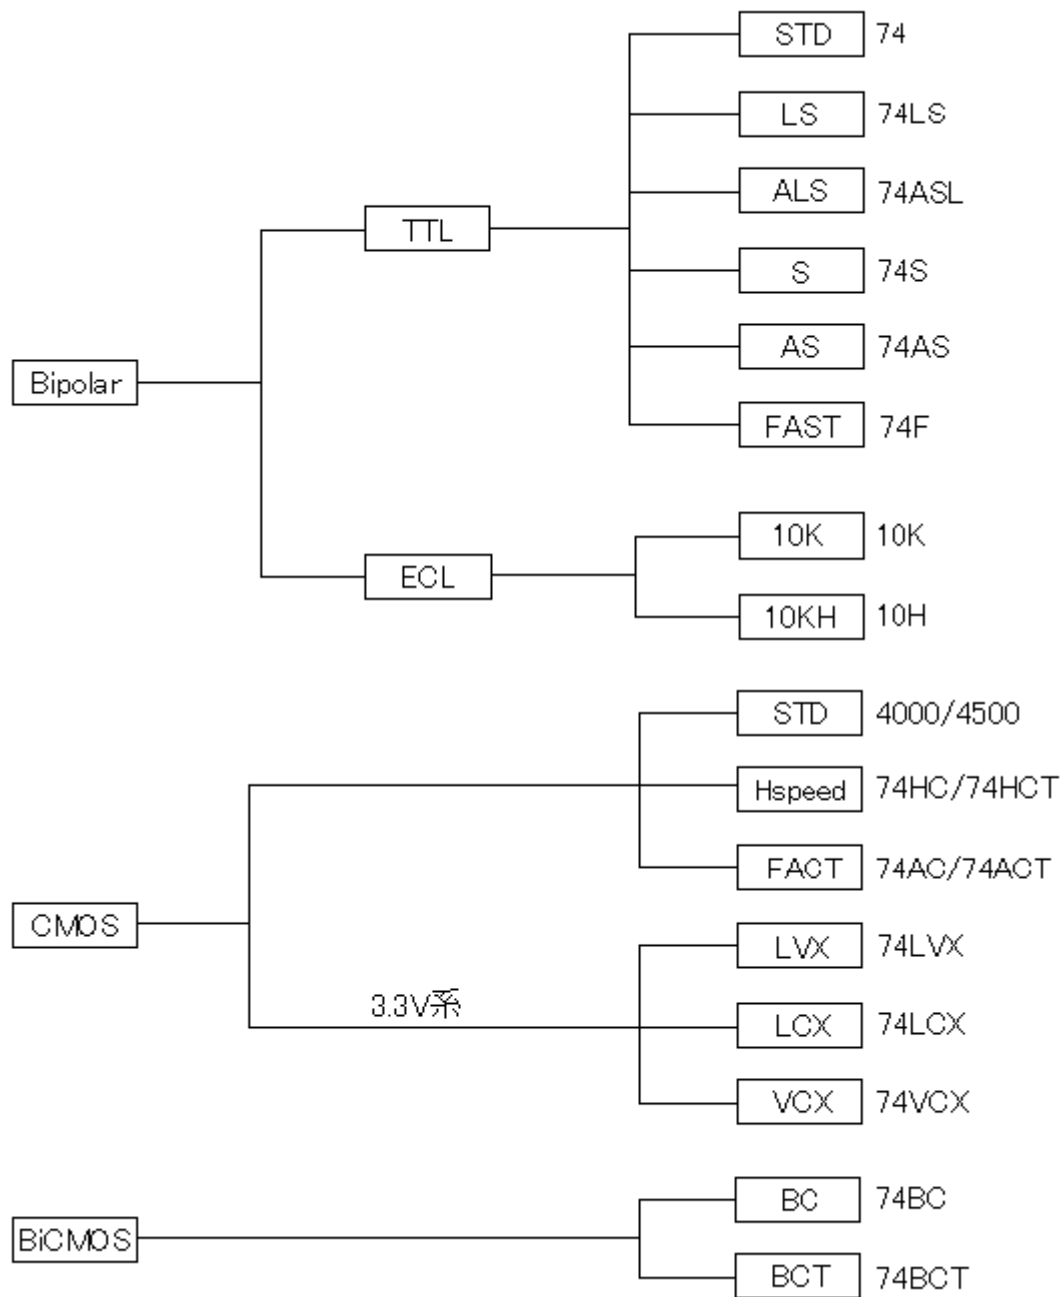 STD 74
LS 74LS
ALS 74ASL
TTL
S 74S
AS 74AS
Bipolar
FAST 74F
10K 10K
ECL
10KH 10H
STD 4000/4500
Hspeed 74HC/74HCT
FACT 74AC/74ACT
CMOS
LVX 74LVX
3.3V系
LCX 74LCX
VCX 74VCX
BC 74BC
BiCMOS
BCT 74BCT